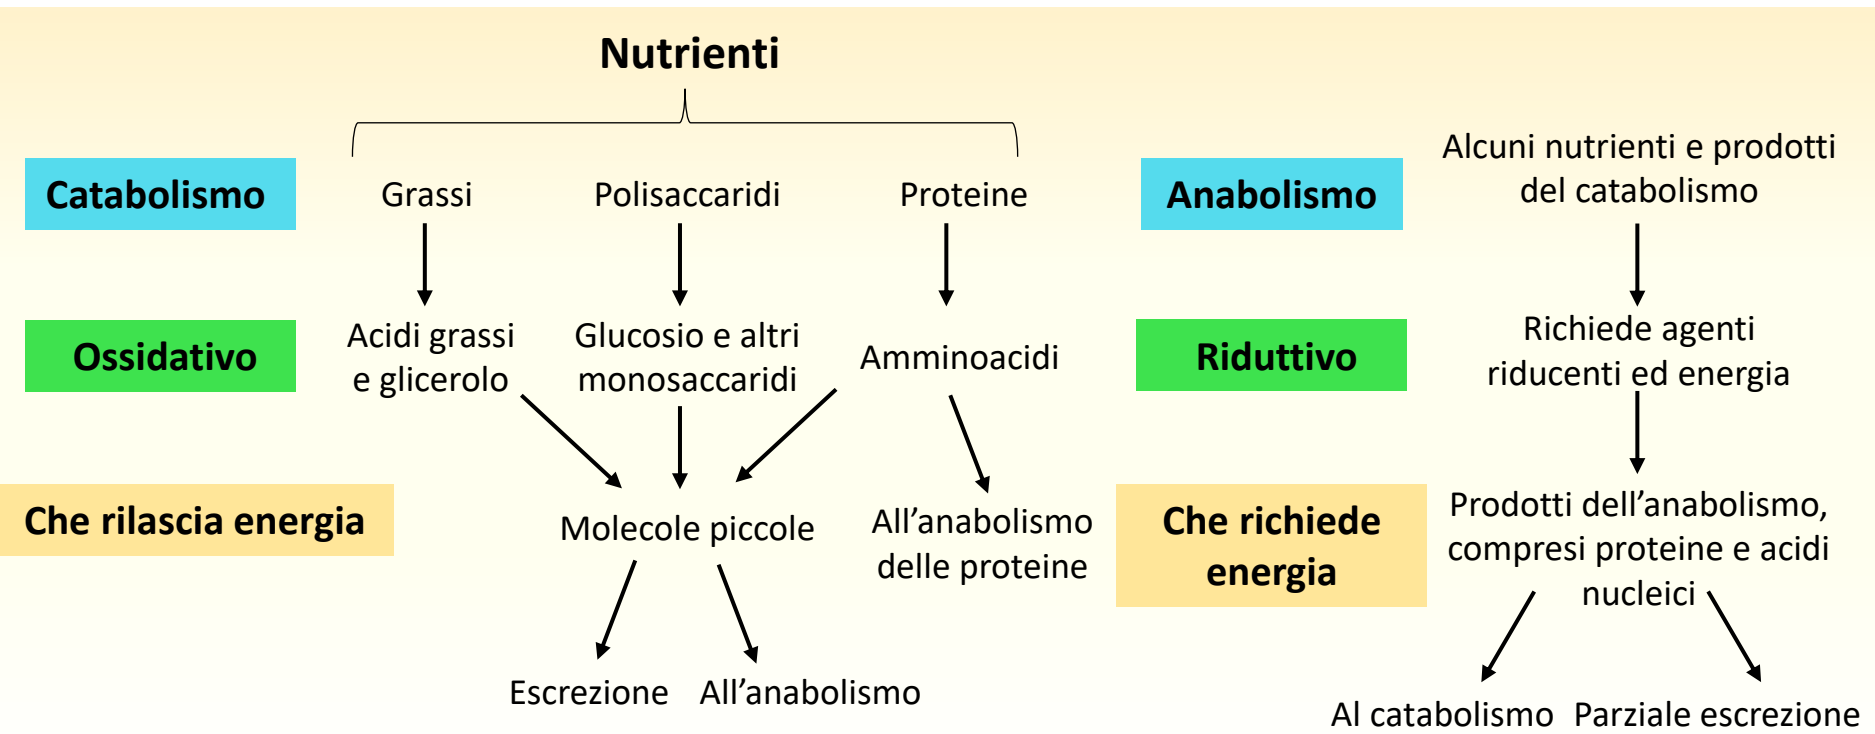 Nutrienti
Catabolismo
Grassi
Polisaccaridi
Proteine
Ossidativo
Acidi grassi
e glicerolo
Glucosio e altri
monosaccaridi
Amminoacidi
Che rilascia energia
Molecole piccole
All’anabolismo
delle proteine
Escrezione
All’anabolismo
Anabolismo
Alcuni nutrienti e prodotti
del catabolismo
Riduttivo
Richiede agenti
riducenti ed energia
Che richiede
energia
Prodotti dell’anabolismo,
compresi proteine e acidi
nucleici
Al catabolismo
Parziale escrezione